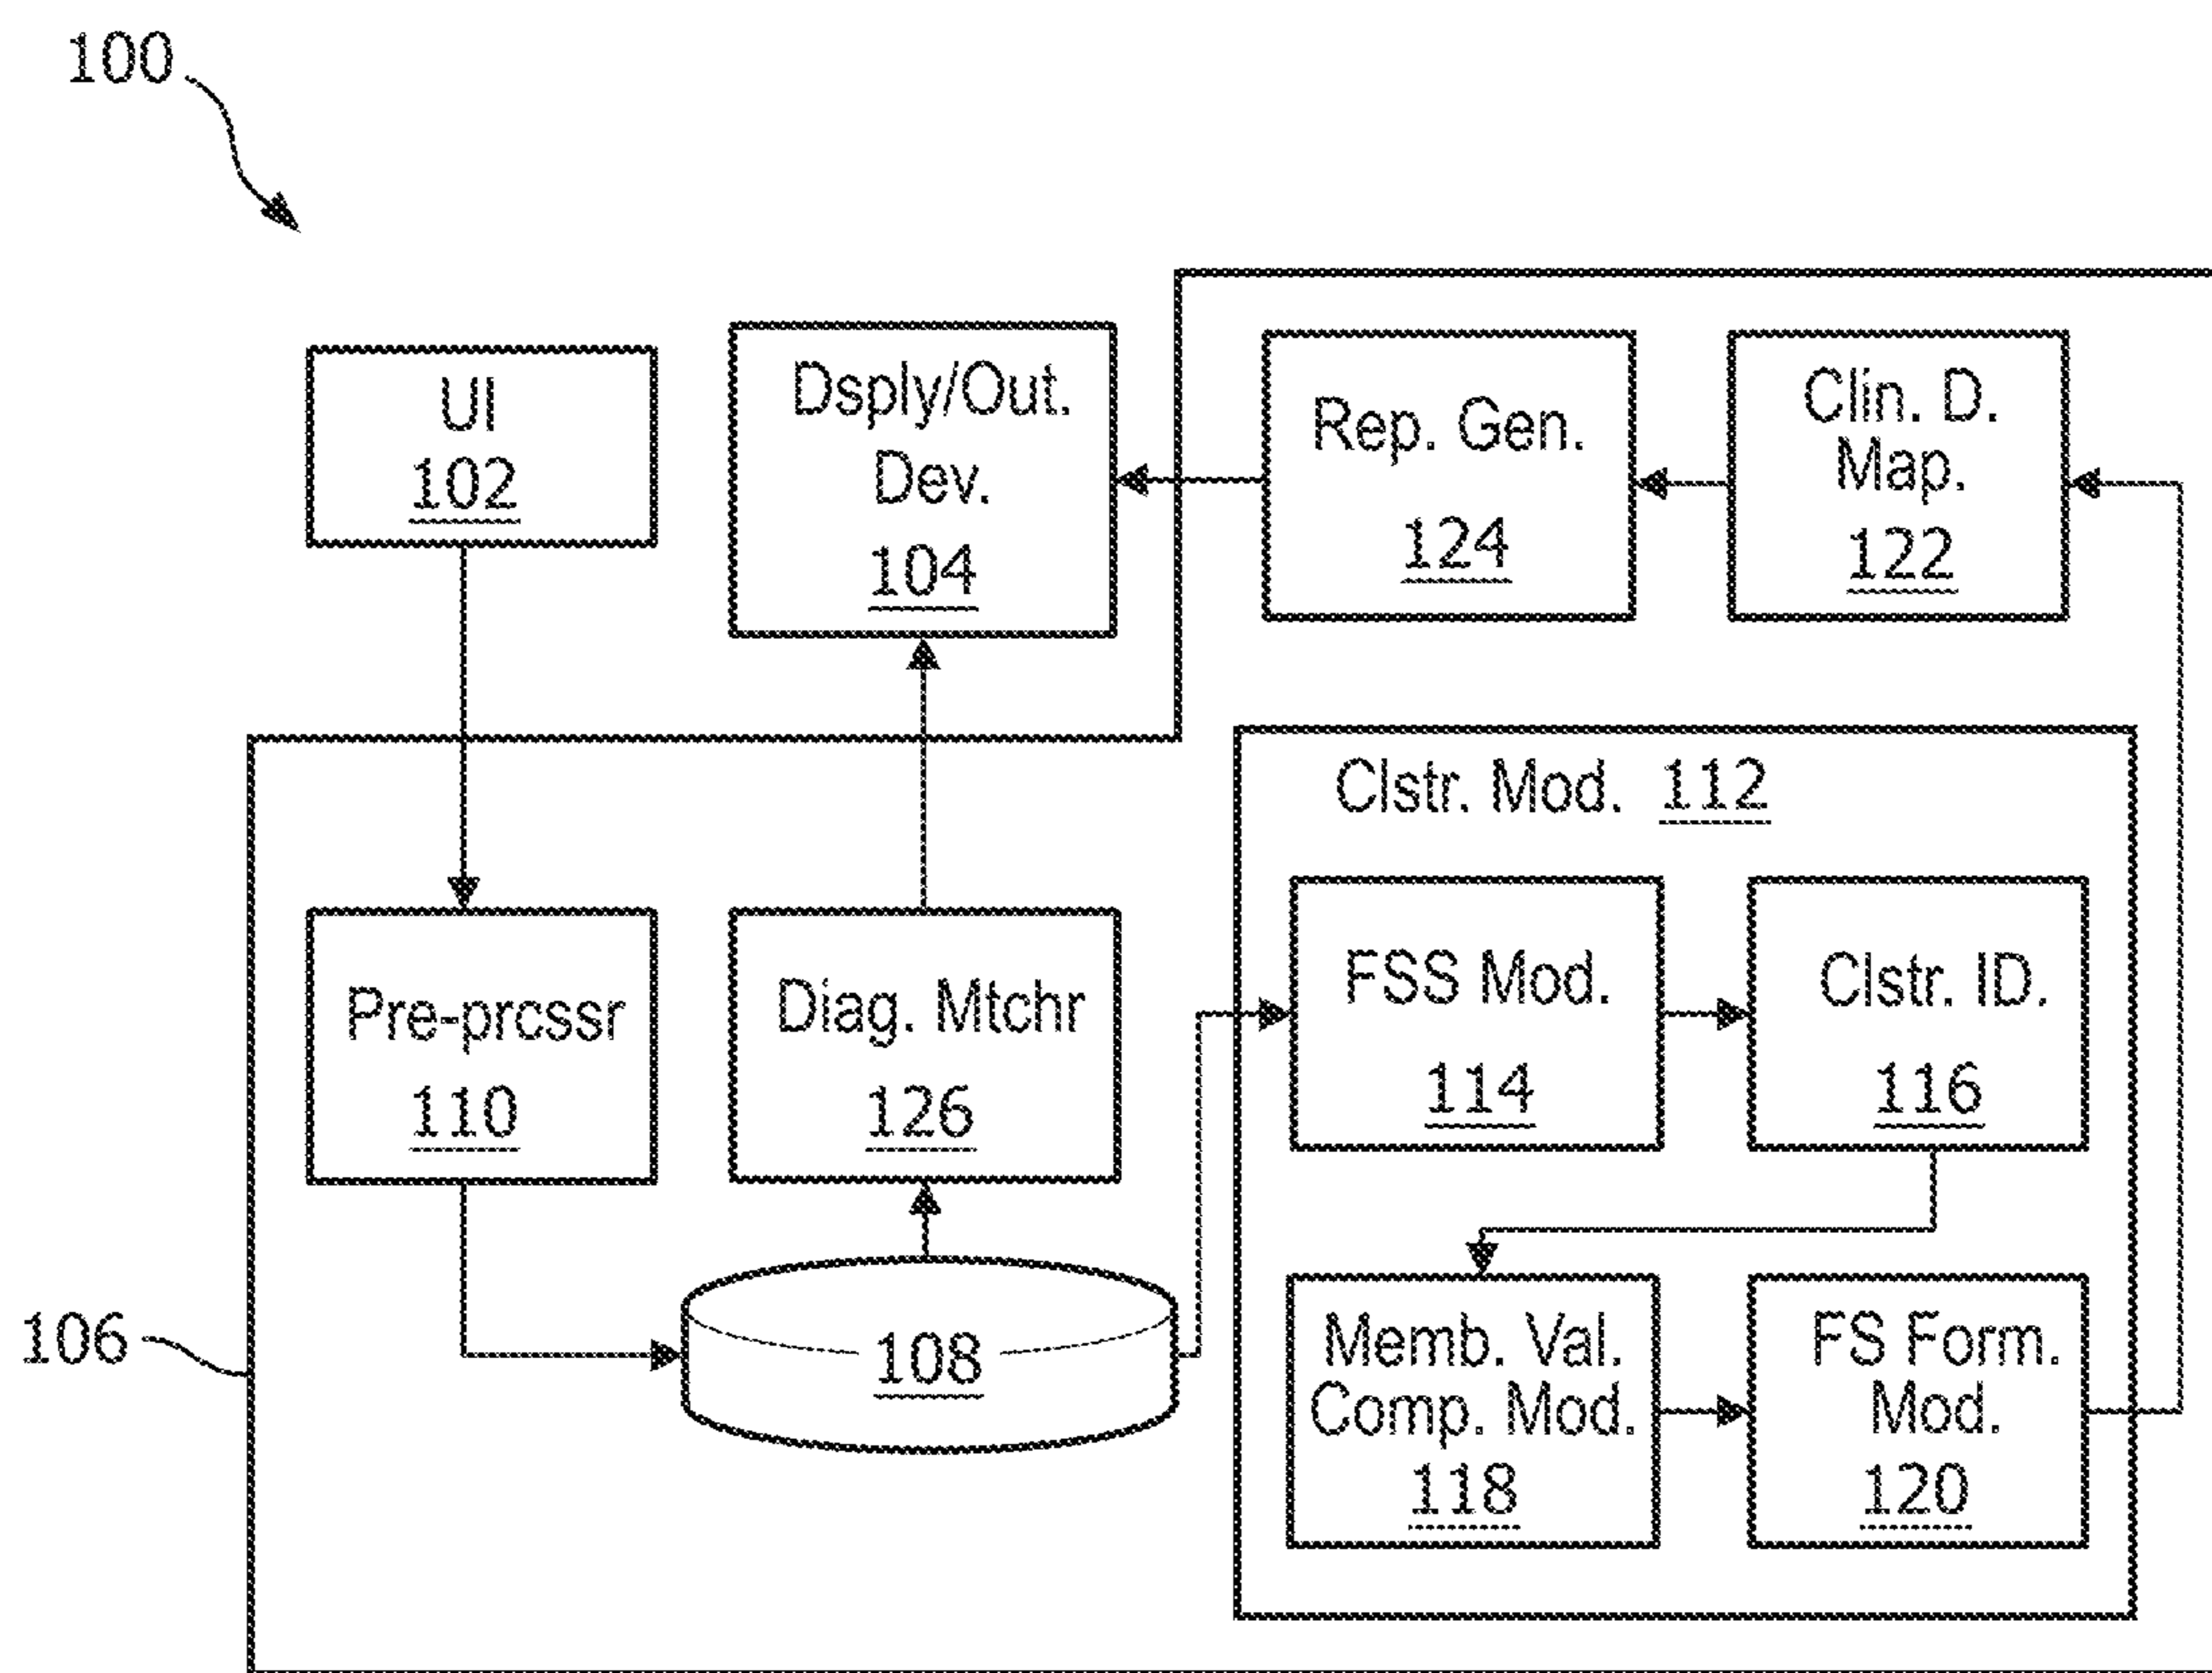 100
UI
102
Dsply/Out.
Dev.
104
Rep. Gen.
124
Clin. D.
Map.
122
Clstr. Mod. 112
Pre-prcssr
110
Diag. Mtchr
126
FSS Mod.
114
Clstr. ID.
116
106
108
Memb. Val.
Comp. Mod.
118
FS Form.
Mod.
120